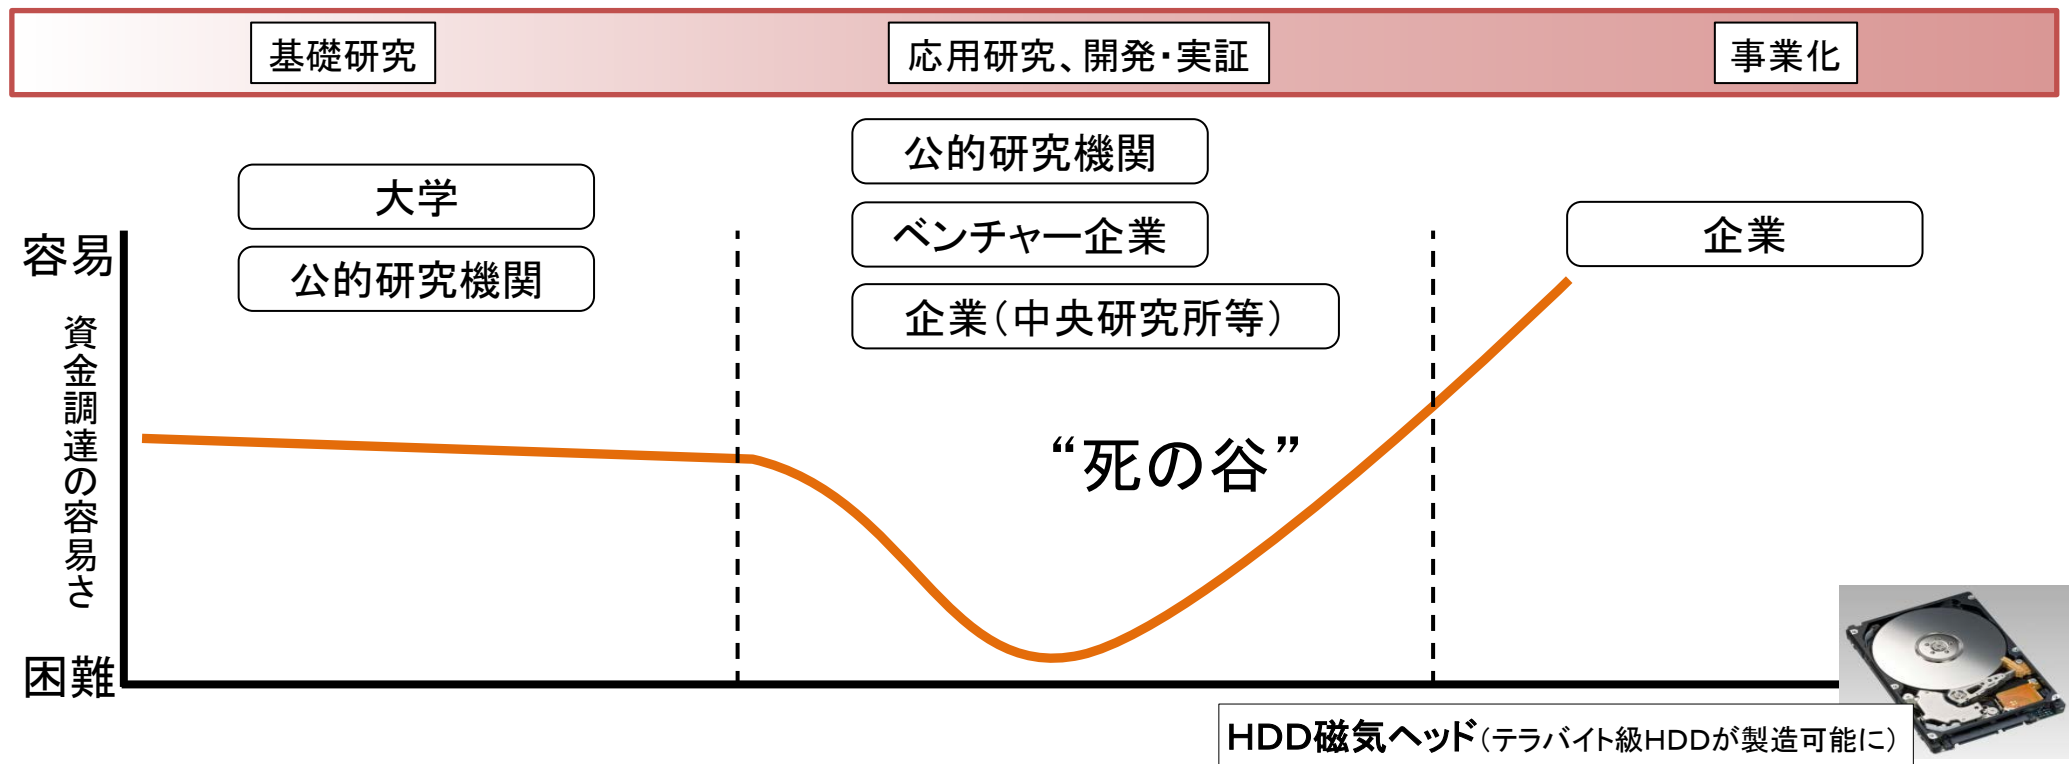 基礎研究
応用研究、開発・実証
事業化
大学
公的研究機関
公的研究機関
ベンチャー企業
企業（中央研究所等）
企業
容易
資金調達の容易さ
困難
“死の谷”
HDD磁気ヘッド（テラバイト級HDDが製造可能に）